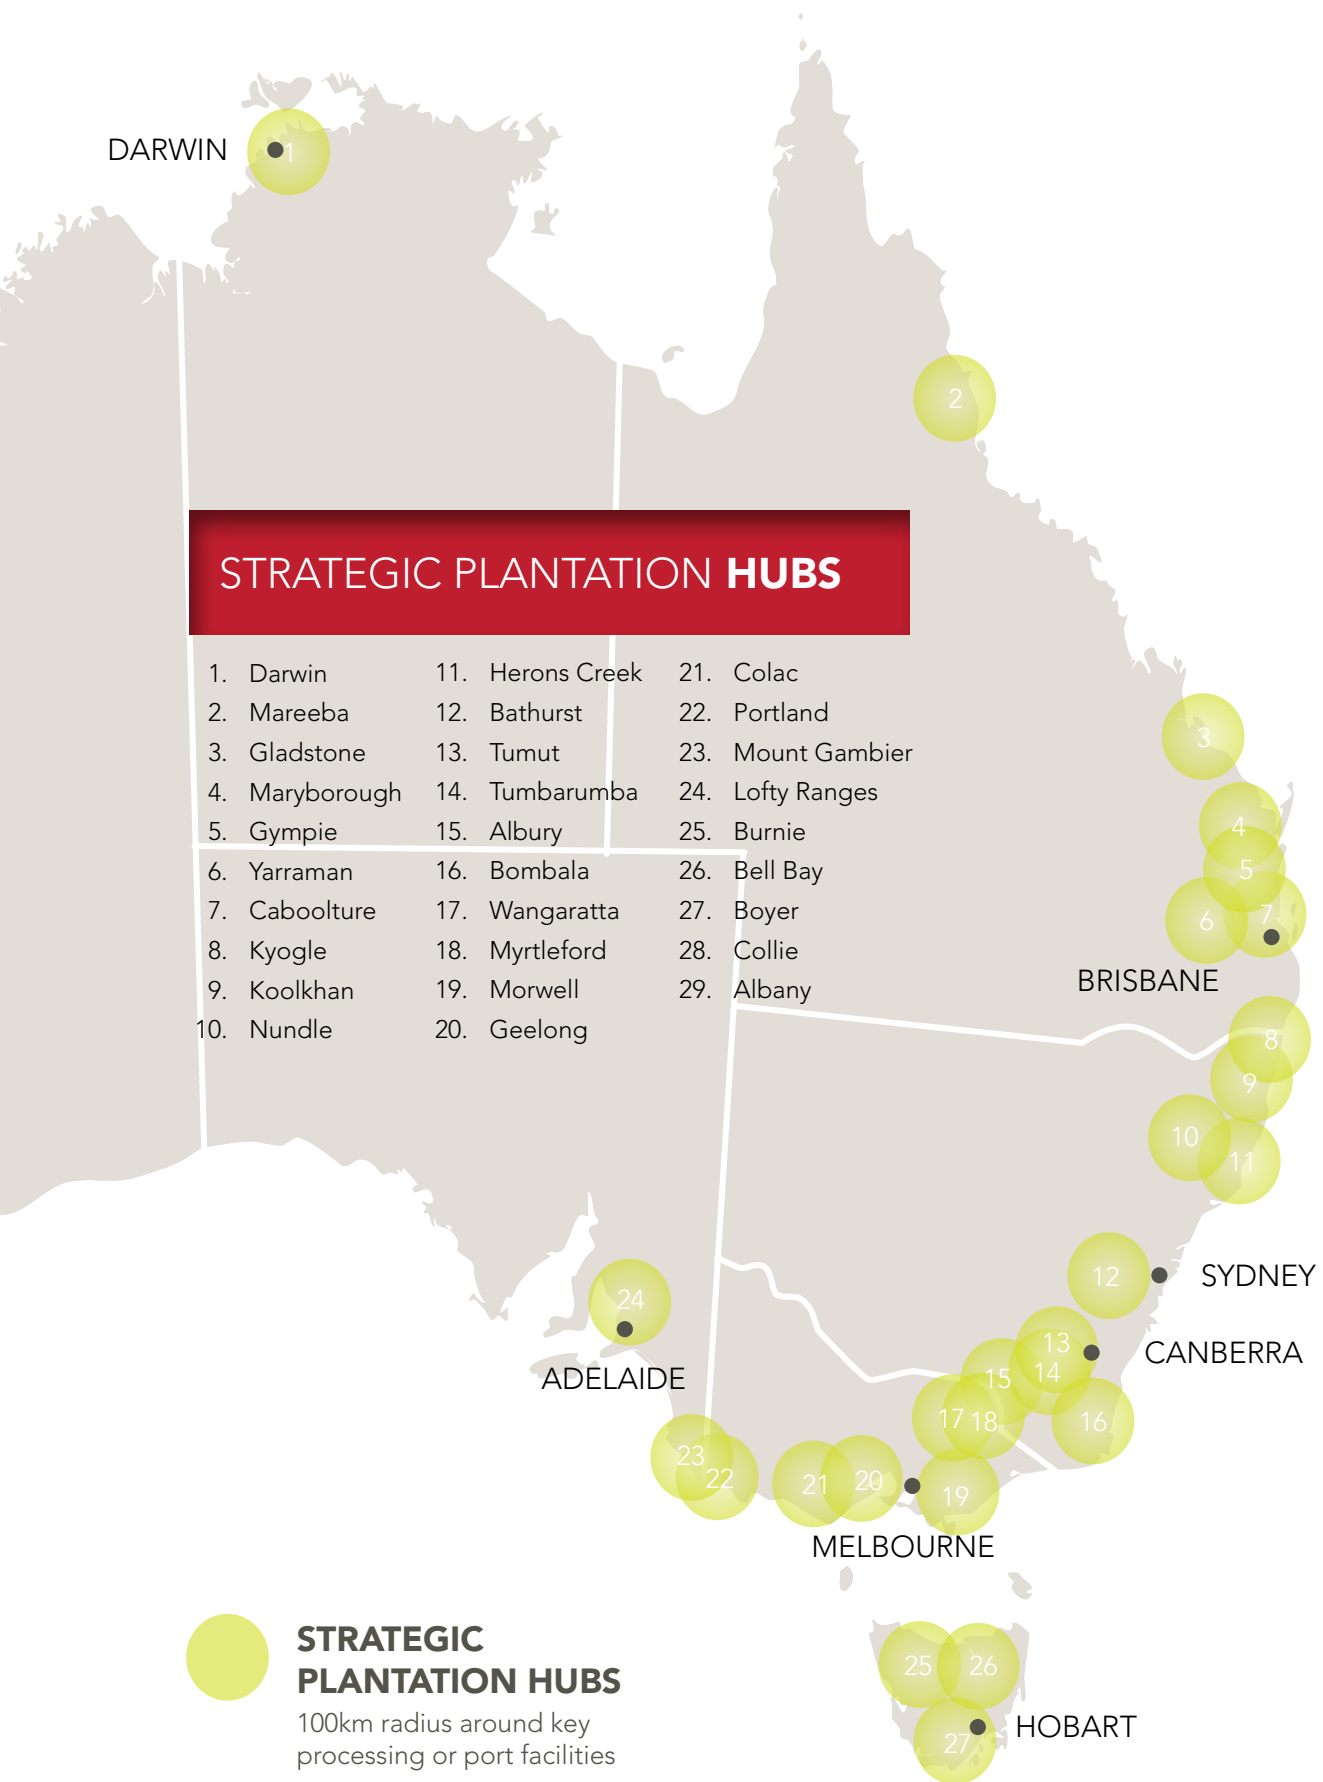 DARWIN
1
2
STRATEGIC PLANTATION HUBS
1. Darwin
2. Mareeba
3. Gladstone
4. Maryborough
5. Gympie
6. Yarraman
7. Caboolture
8. Kyogle
9. Koolkhan
10. Nundle
11. Herons Creek
12. Bathurst
13. Tumut
14. Tumbarumba
15. Albury
16. Bombala
17. Wangaratta
18. Myrtleford
19. Morwell
20. Geelong
21. Colac
22. Portland
23. Mount Gambier
24. Lofty Ranges
25. Burnie
26. Bell Bay
27. Boyer
28. Collie
29. Albany
3
4
5
6
7
BRISBANE
8
9
10
11
12
SYDNEY
24
13
CANBERRA
14
15
ADELAIDE
16
17
18
23
22
21
20
19
MELBOURNE
STRATEGIC
PLANTATION HUBS
100km radius around key
processing or port facilities
25
26
HOBART
27